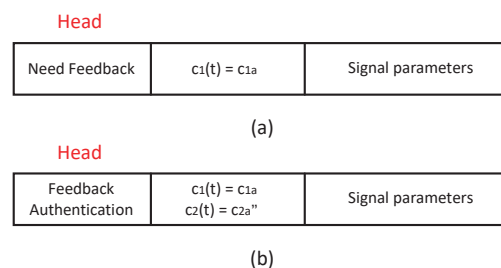 Head
Need Feedback
c1(t) = c1a
Signal parameters
(a)
Head
Feedback
Authentication
c1(t) = c1a
c2(t) = c2a”
Signal parameters
(b)